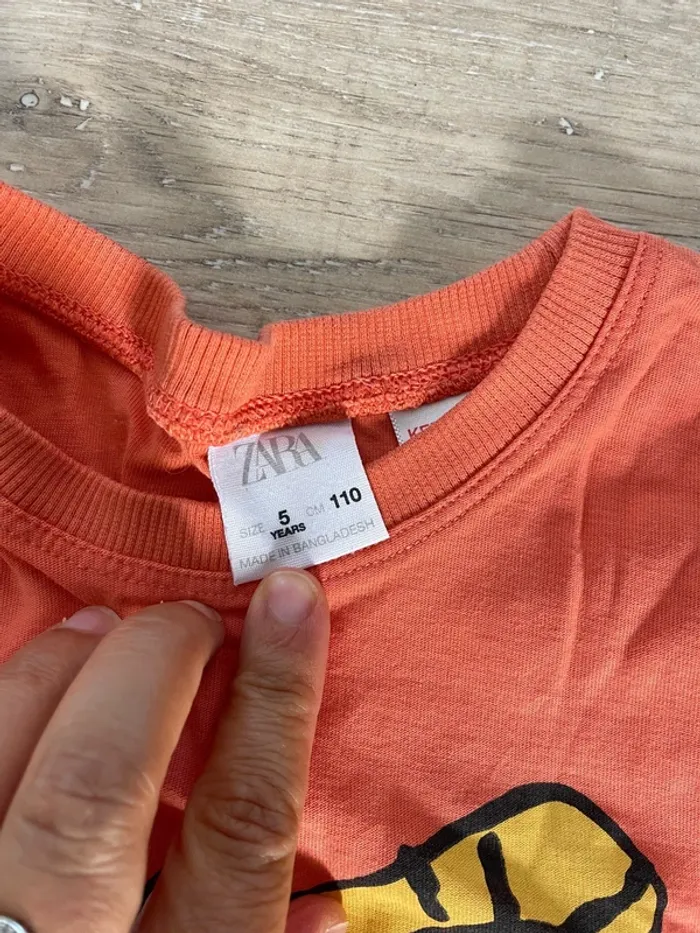 ZARA
SIZE 5 YEARS CM 110
MADE IN BANGLADESH